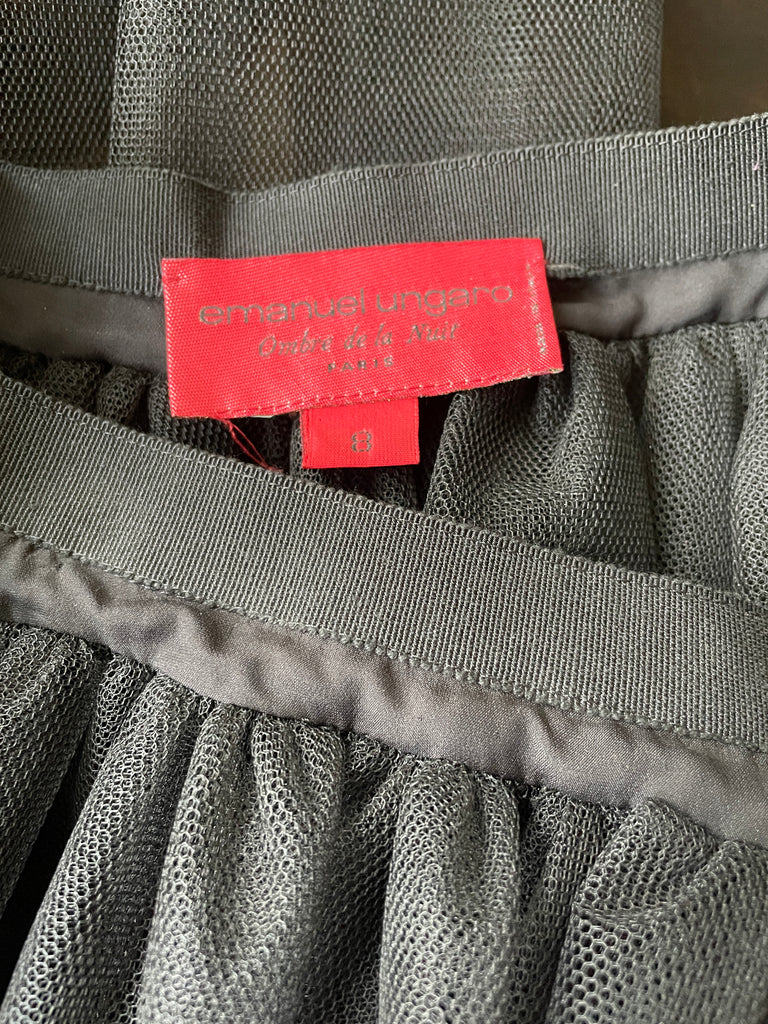 emanuel ungaro
Ombre de la Nuit
PARIS
8